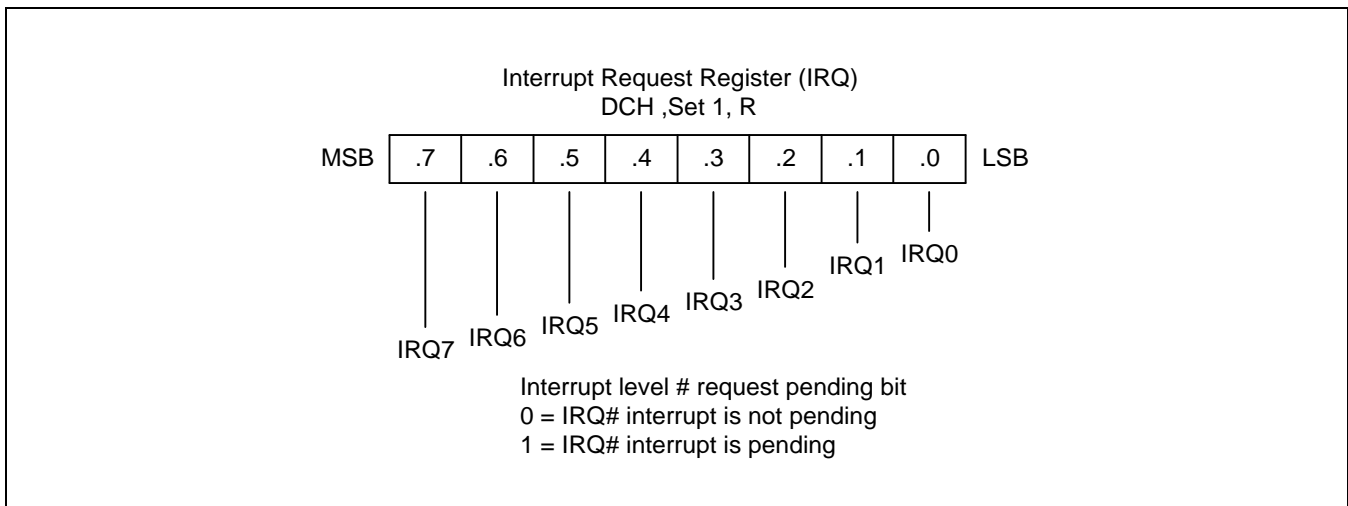 Interrupt Request Register (IRQ)
DCH ,Set 1, R
MSB .7 .6 .5 .4 .3 .2 .1 .0 LSB
IRQ7 IRQ6 IRQ5 IRQ4 IRQ3 IRQ2 IRQ1 IRQ0
Interrupt level # request pending bit
0 = IRQ# interrupt is not pending
1 = IRQ# interrupt is pending